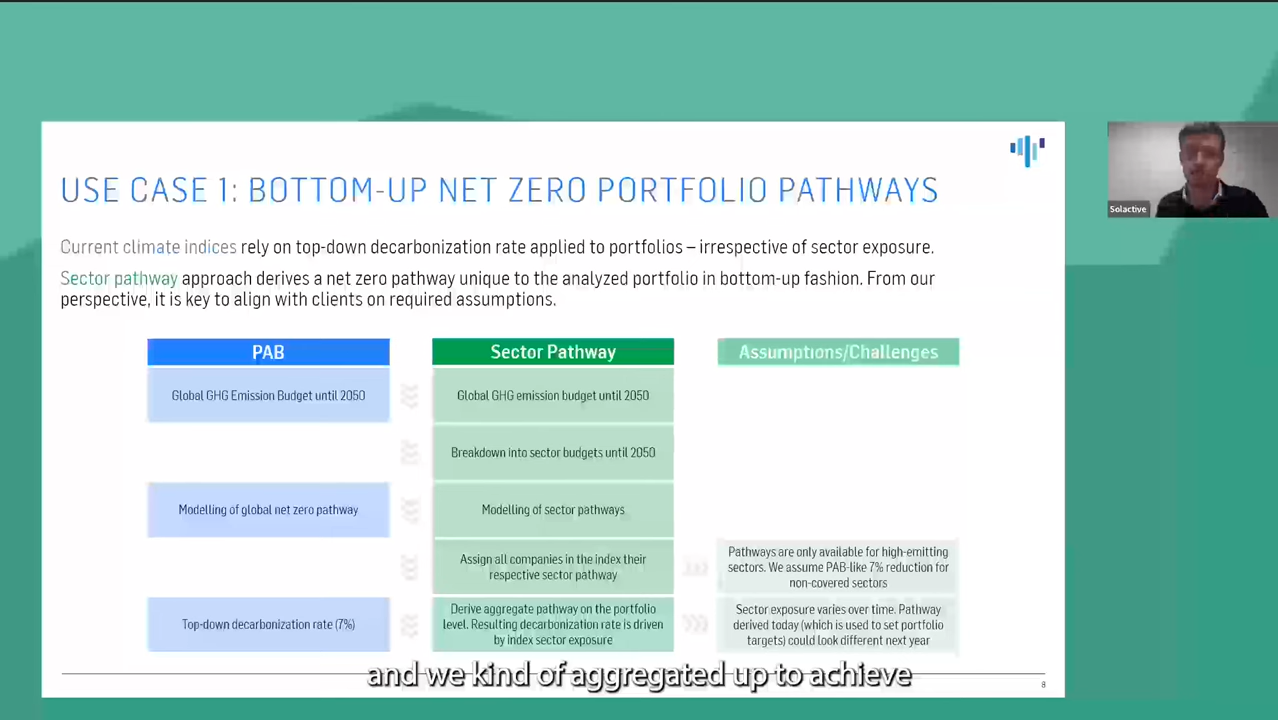 USE CASE 1: BOTTOM-UP NET ZERO PORTFOLIO PATHWAYS
Solactive
Current climate indices rely on top-down decarbonization rate applied to portfolios – irrespective of sector exposure.
Sector pathway approach derives a net zero pathway unique to the analyzed portfolio in bottom-up fashion. From our
perspective, it is key to align with clients on required assumptions.
PAB
Sector Pathway
Assumptions/Challenges
Global GHG Emission Budget until 2050
Global GHG emission budget until 2050
Breakdown into sector budgets until 2050
Modelling of global net zero pathway
Modelling of sector pathways
Assign all companies in the index their
respective sector pathway
Pathways are only available for high-emitting
sectors. We assume PAB-like 7% reduction for
non-covered sectors
Top-down decarbonization rate (7%)
Derive aggregate pathway on the portfolio
level. Resulting decarbonization rate is driven
by index sector exposure
Sector exposure varies over time. Pathway
derived today (which is used to set portfolio
targets) could look different next year
and we kind of aggregated up to achieve
8